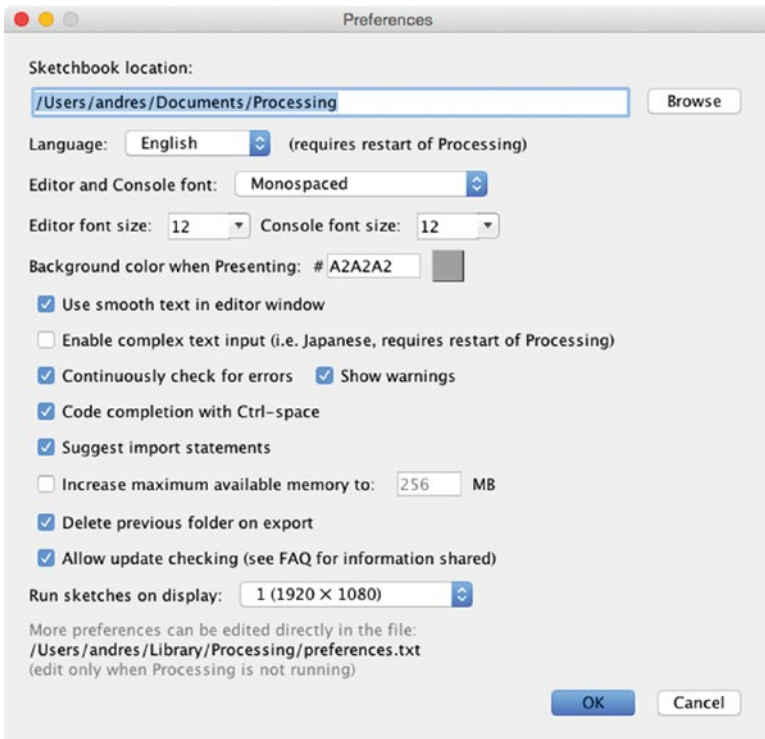 Preferences
Sketchbook location:
/Users/andres/Documents/Processing Browse
Language: English (requires restart of Processing)
Editor and Console font: Monospaced
Editor font size: 12 Console font size: 12
Background color when Presenting: # A2A2A2
Use smooth text in editor window
Enable complex text input (i.e. Japanese, requires restart of Processing)
Continuously check for errors Show warnings
Code completion with Ctrl-space
Suggest import statements
Increase maximum available memory to: 256 MB
Delete previous folder on export
Allow update checking (see FAQ for information shared)
Run sketches on display: 1 (1920 × 1080)
More preferences can be edited directly in the file:
/Users/andres/Library/Processing/preferences.txt
(edit only when Processing is not running)
OK Cancel